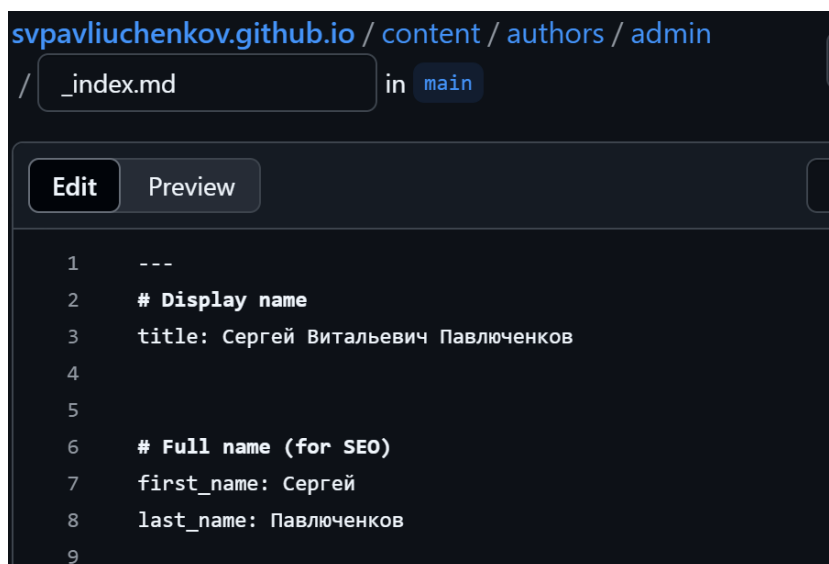 svpavliuchenkov.github.io / content / authors / admin
/ _index.md in main
Edit Preview
1 ---
2 # Display name
3 title: Сергей Витальевич Павлюченков
4
5
6 # Full name (for SEO)
7 first_name: Сергей
8 last_name: Павлюченков
9